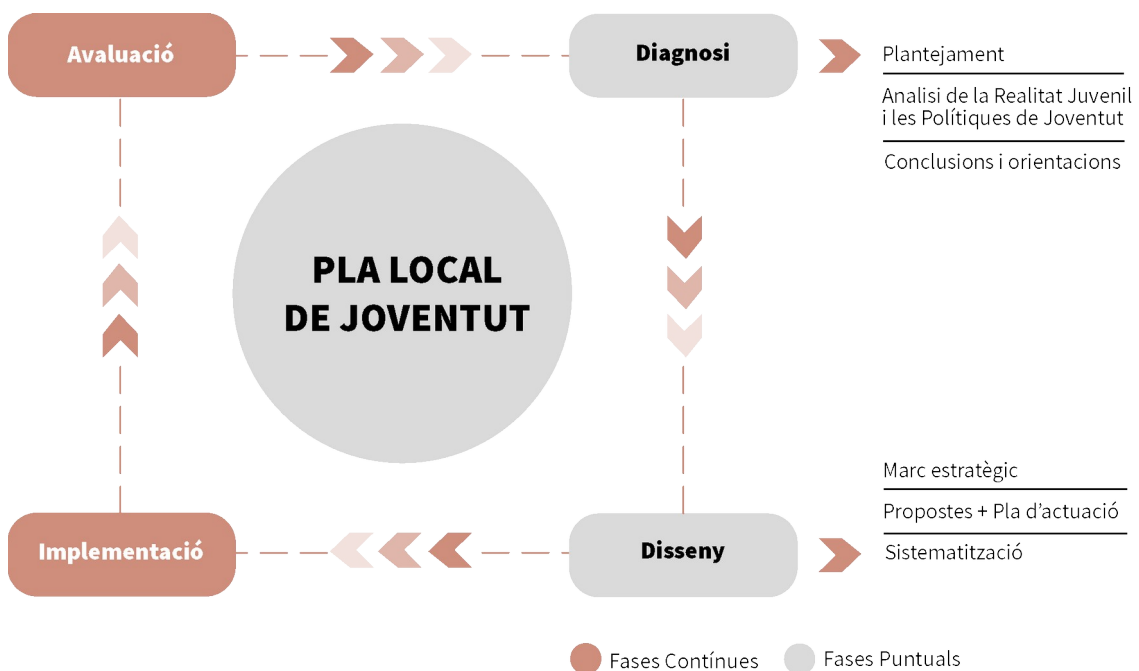 Avaluació
Diagnosi
Plantejament
Analisi de la Realitat Juvenil
i les Polítiques de Joventut
Conclusions i orientacions
PLA LOCAL
DE JOVENTUT
Implementació
Disseny
Marc estratègic
Propostes + Pla d'actuació
Sistematització
Fases Contínues
Fases Puntuals